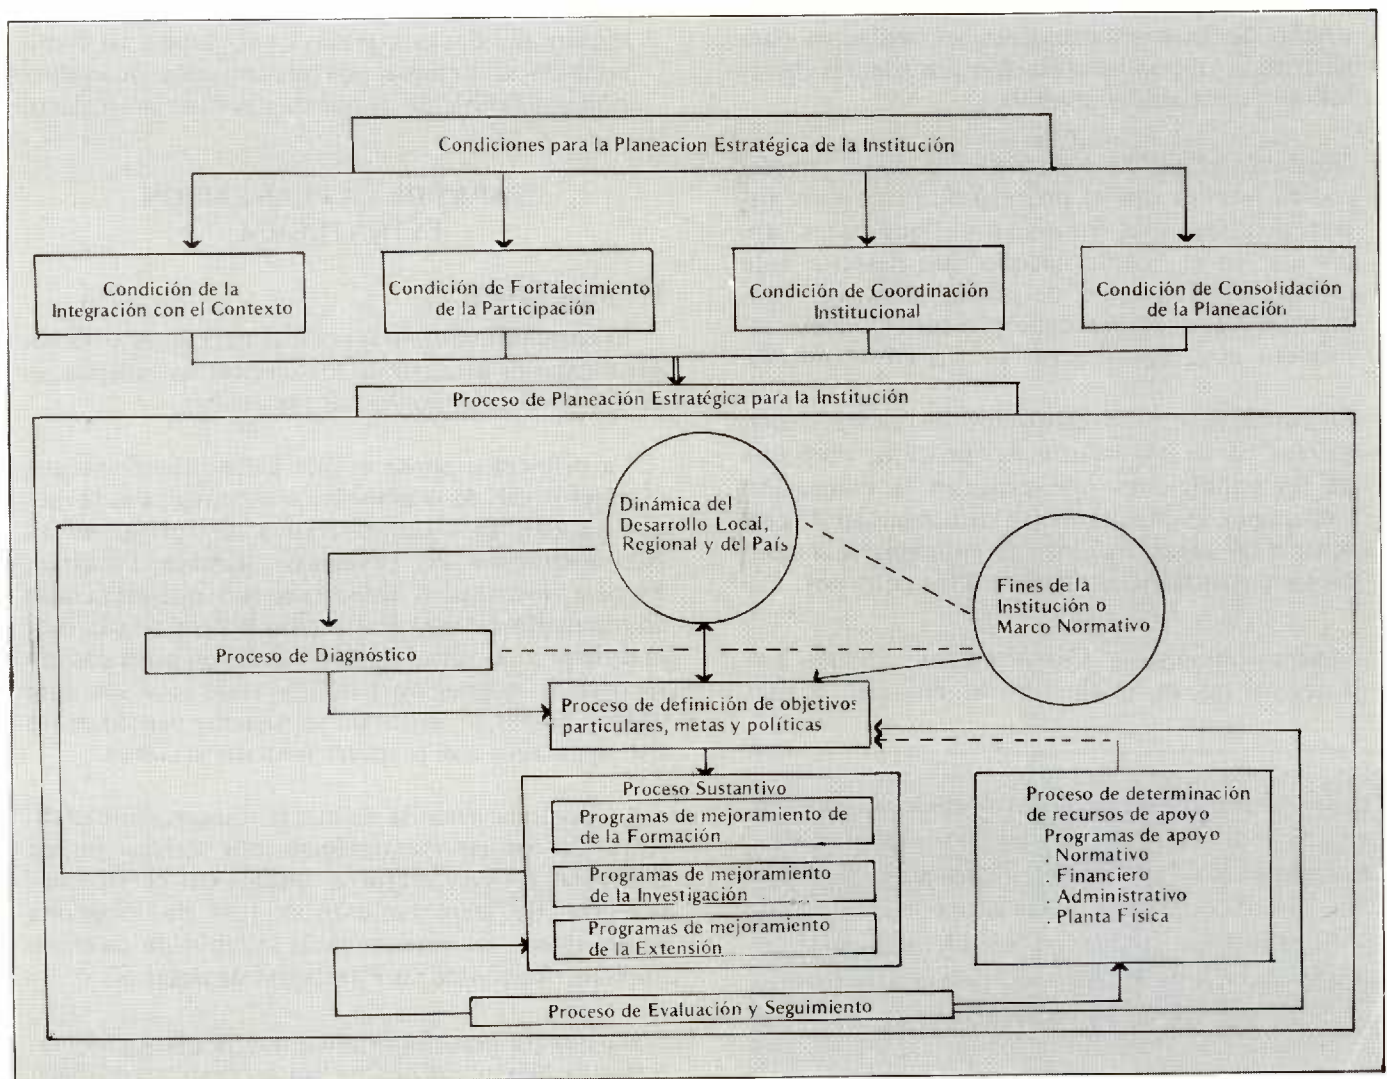 Condiciones para la Planeacion Estratégica de la Institución
Condición de la
Integración con el Contexto
Condición de Fortalecimiento
de la Participación
Condición de Coordinación
Institucional
Condición de Consolidación
de la Planeación
Proceso de Planeación Estratégica para la Institución
Dinámica del
Desarrollo Local,
Regional y del País
Fines de la
Institución o
Marco Normativo
Proceso de Diagnóstico
Proceso de definición de objetivos
particulares, metas y políticas
Proceso Sustantivo
Programas de mejoramiento de
de la Formación
Programas de mejoramiento
de la Investigación
Programas de mejoramiento
de la Extensión
Proceso de determinación
de recursos de apoyo
Programas de apoyo
. Normativo
. Financiero
. Administrativo
. Planta Física
Proceso de Evaluación y Seguimiento